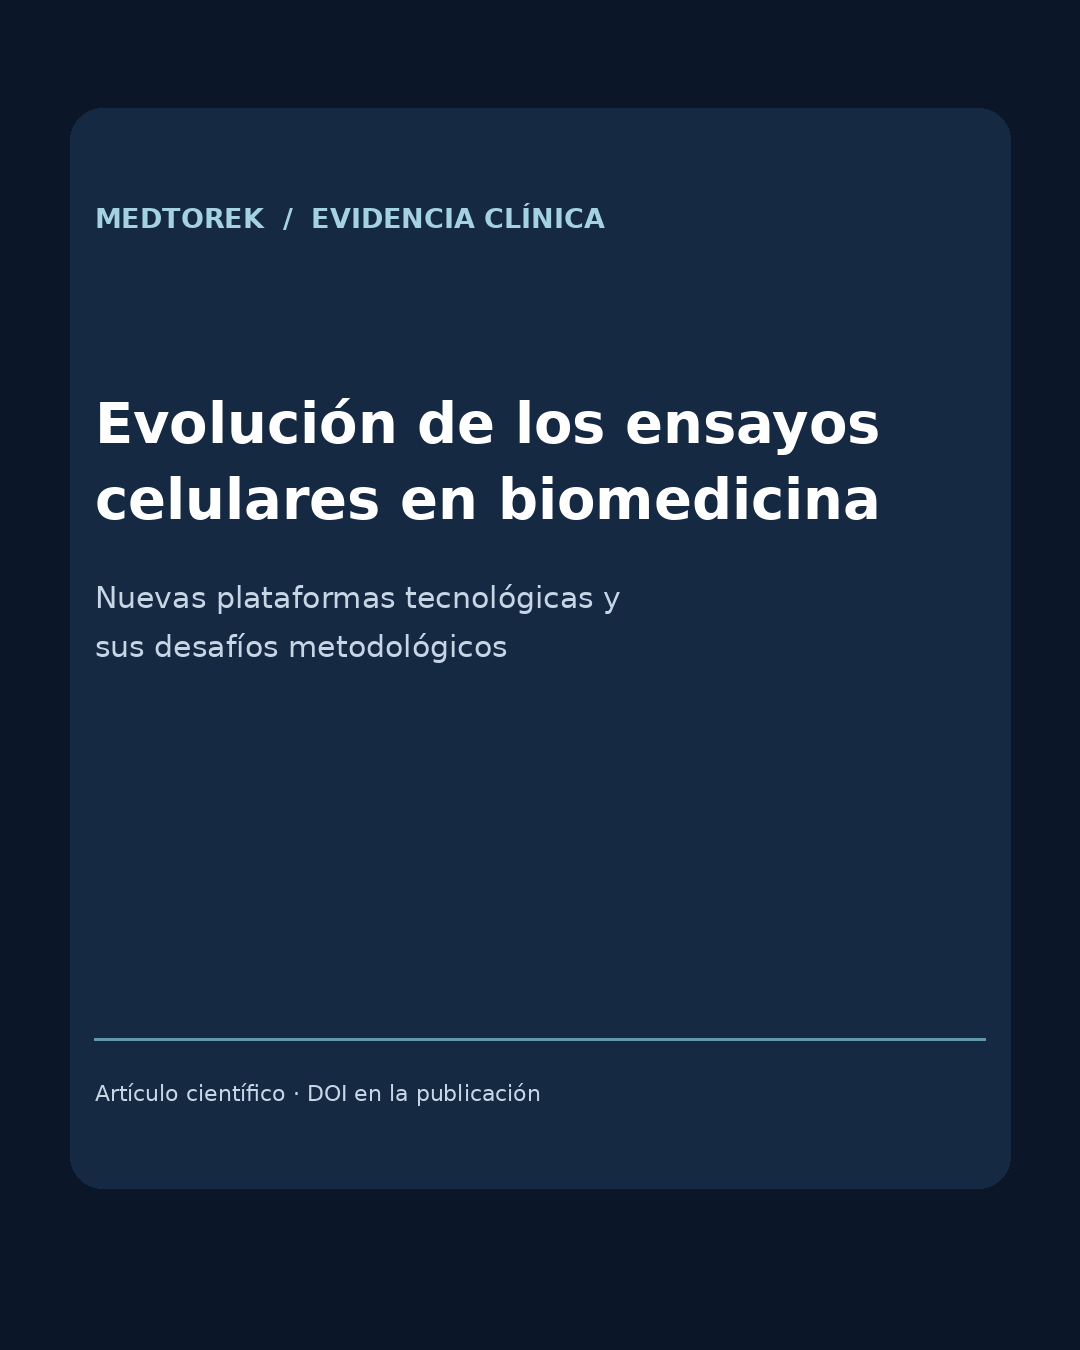 MEDTOREK / EVIDENCIA CLÍNICA
Evolución de los ensayos
celulares en biomedicina
Nuevas plataformas tecnológicas y
sus desafíos metodológicos
Artículo científico · DOI en la publicación